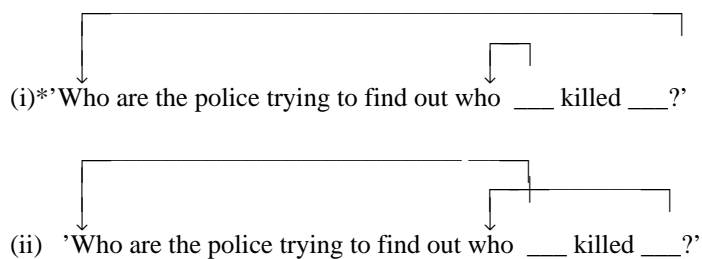 (i)*’Who are the police trying to find out who ___ killed ___?’
(ii) ’Who are the police trying to find out who ___ killed ___?’